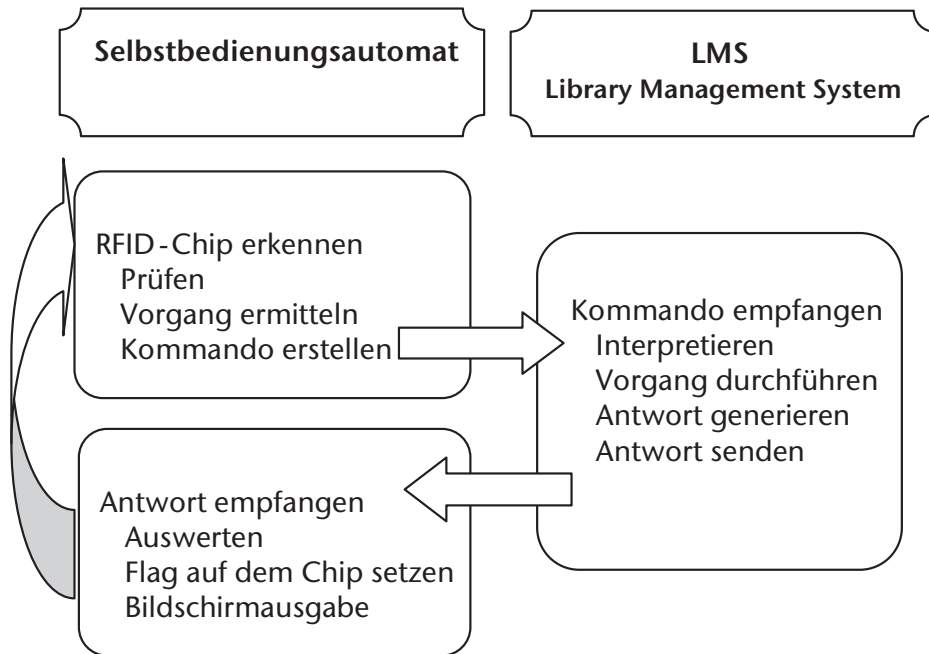 Selbstbedienungsautomat
LMS
Library Management System
RFID-Chip erkennen
Prüfen
Vorgang ermitteln
Kommando erstellen
Kommando empfangen
Interpretieren
Vorgang durchführen
Antwort generieren
Antwort senden
Antwort empfangen
Auswerten
Flag auf dem Chip setzen
Bildschirmausgabe